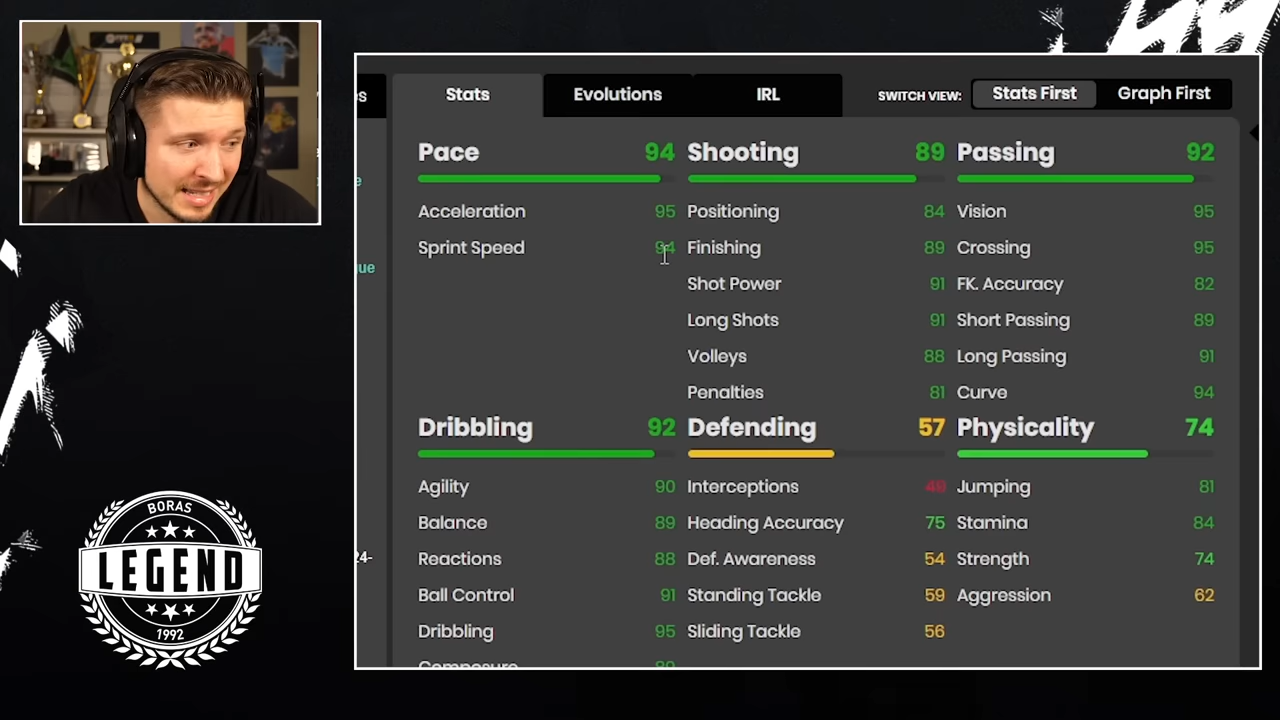 Stats Evolutions IRL SWITCH VIEW: Stats First Graph First
Pace 94 Shooting 89 Passing 92
Acceleration 95 Positioning 84 Vision 95
Sprint Speed 94 Finishing 89 Crossing 95
Shot Power 91 FK. Accuracy 82
Long Shots 91 Short Passing 89
Volleys 88 Long Passing 91
Penalties 81 Curve 94
Dribbling 92 Defending 57 Physicality 74
Agility 90 Interceptions Jumping 81
Balance 89 Heading Accuracy 75 Stamina 84
Reactions 88 Def. Awareness 54 Strength 74
Ball Control 91 Standing Tackle 59 Aggression 62
Dribbling 95 Sliding Tackle 56
Composure
ue
24-
BORAS
LEGEND
1992